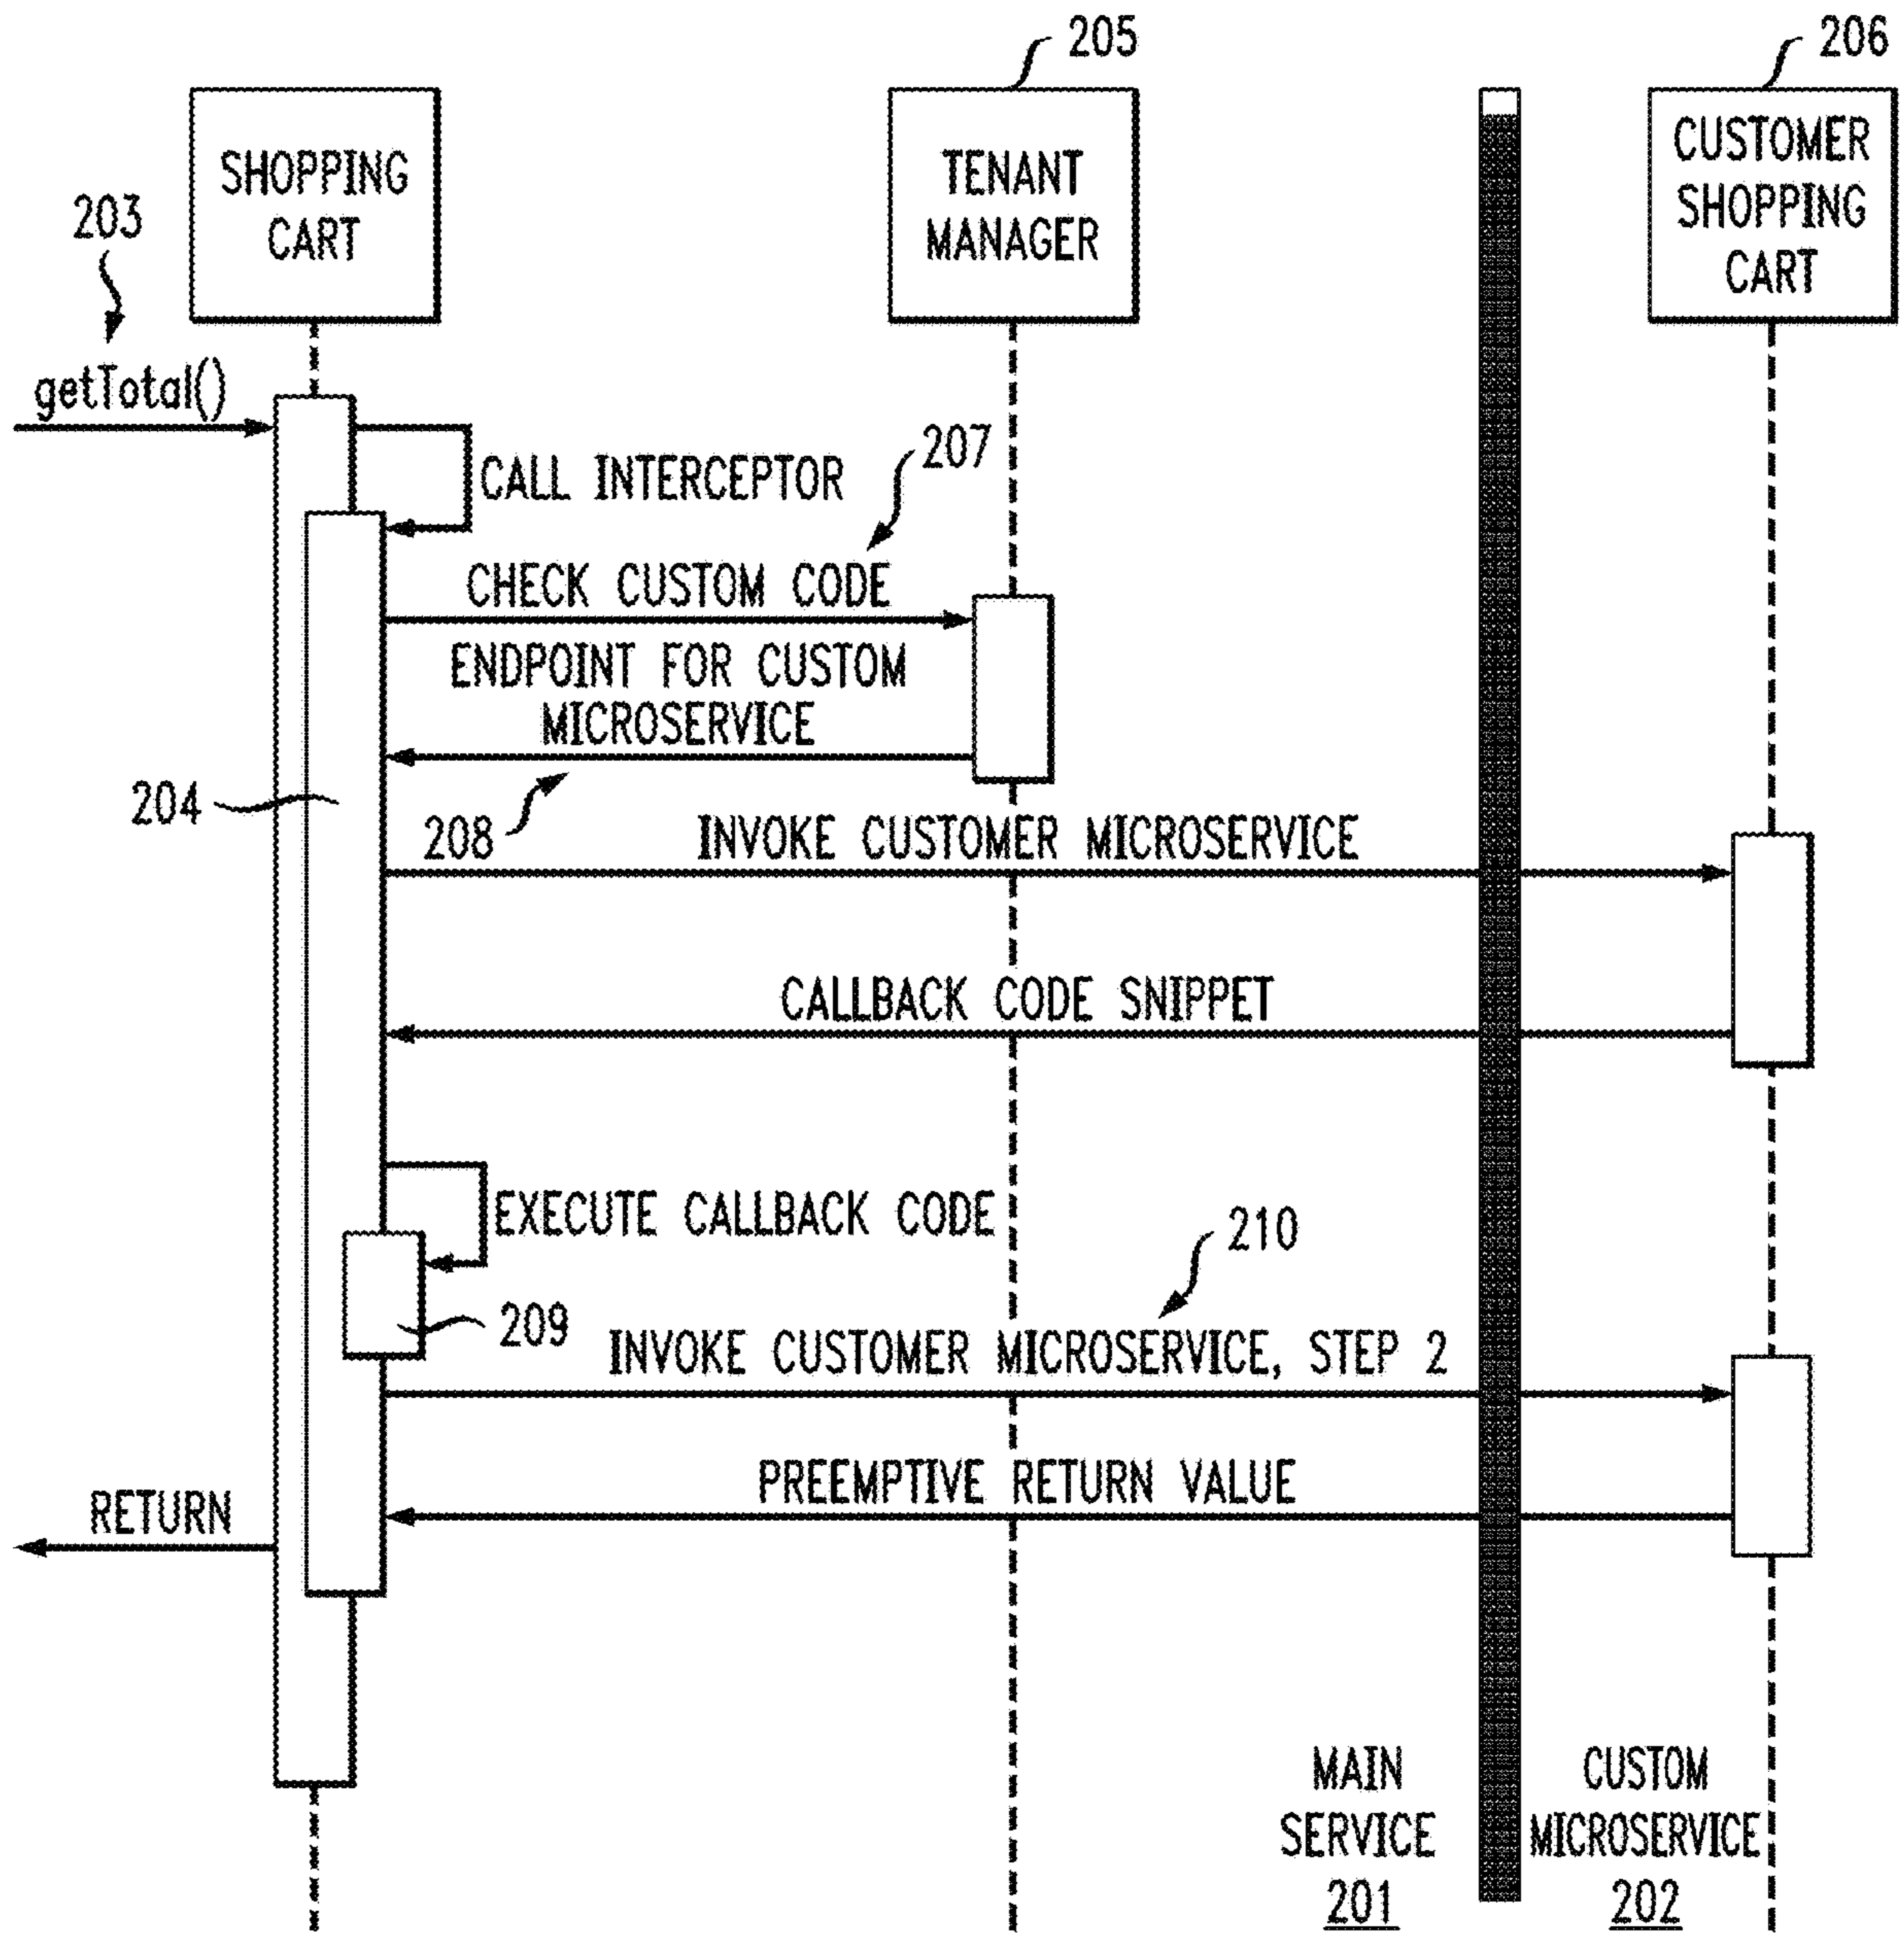 205
206
SHOPPING
CART
TENANT
MANAGER
CUSTOMER
SHOPPING
CART
203
getTotal()
207
CALL INTERCEPTOR
CHECK CUSTOM CODE
ENDPOINT FOR CUSTOM
MICROSERVICE
204
208
INVOKE CUSTOMER MICROSERVICE
CALLBACK CODE SNIPPET
EXECUTE CALLBACK CODE
210
209
INVOKE CUSTOMER MICROSERVICE, STEP 2
PREEMPTIVE RETURN VALUE
RETURN
MAIN
SERVICE
201
CUSTOM
MICROSERVICE
202